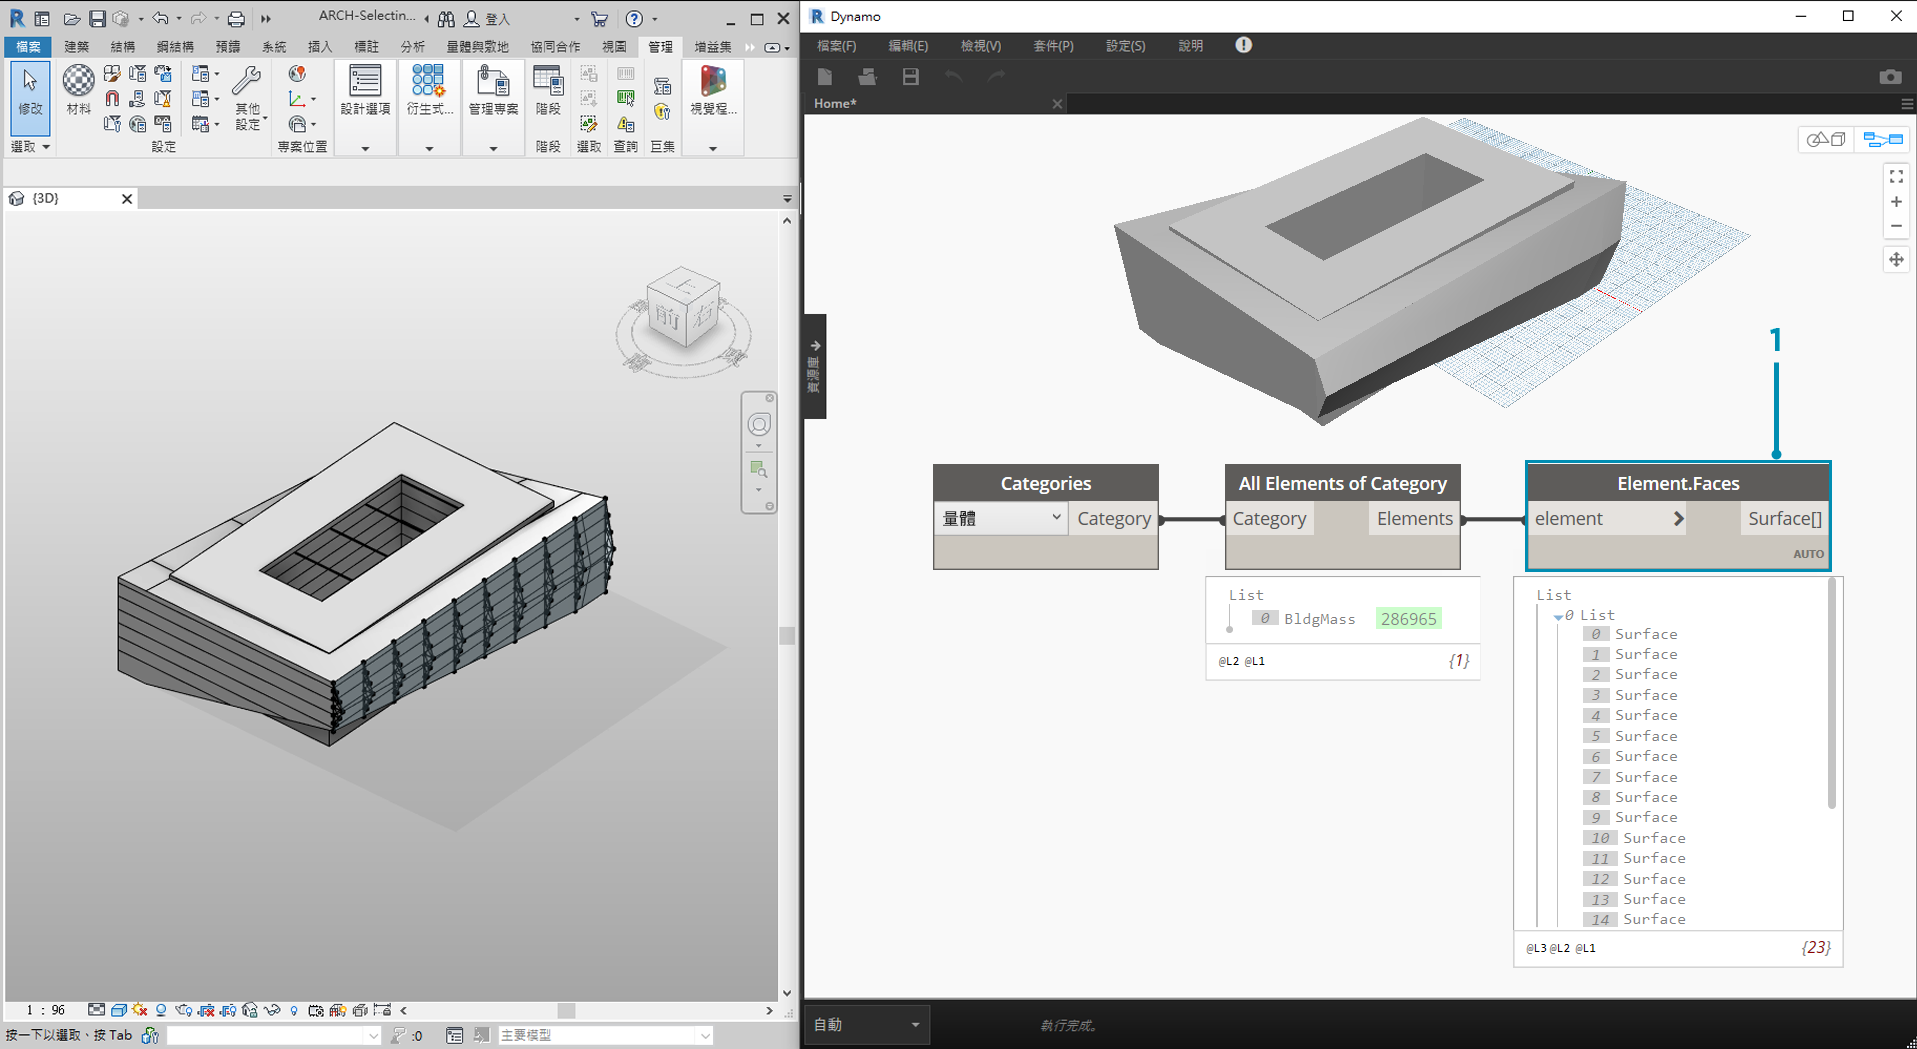 ARCH-Selectin...
登入
檔案
建築
結構
鋼結構
預鑄
系統
插入
標註
分析
量體與敷地
協同合作
視圖
管理
增益集
修改
材料
其他
設定
設計選項
衍生式...
管理專案
階段
視覺程...
選取
設定
專案位置
階段
選取
查詢
巨集
{3D}
上
前
右
1 : 96
按一下以選取、按 Tab
:0
主要模型
Dynamo
檔案(F)
編輯(E)
檢視(V)
套件(P)
設定(S)
說明
Home*
資源庫
1
Categories
量體
Category
All Elements of Category
Category
Elements
Element.Faces
element
Surface[]
AUTO
List
0 BldgMass 286965
@L2 @L1
{1}
List
0 List
0 Surface
1 Surface
2 Surface
3 Surface
4 Surface
5 Surface
6 Surface
7 Surface
8 Surface
9 Surface
10 Surface
11 Surface
12 Surface
13 Surface
14 Surface
@L3 @L2 @L1
{23}
自動
執行完成。